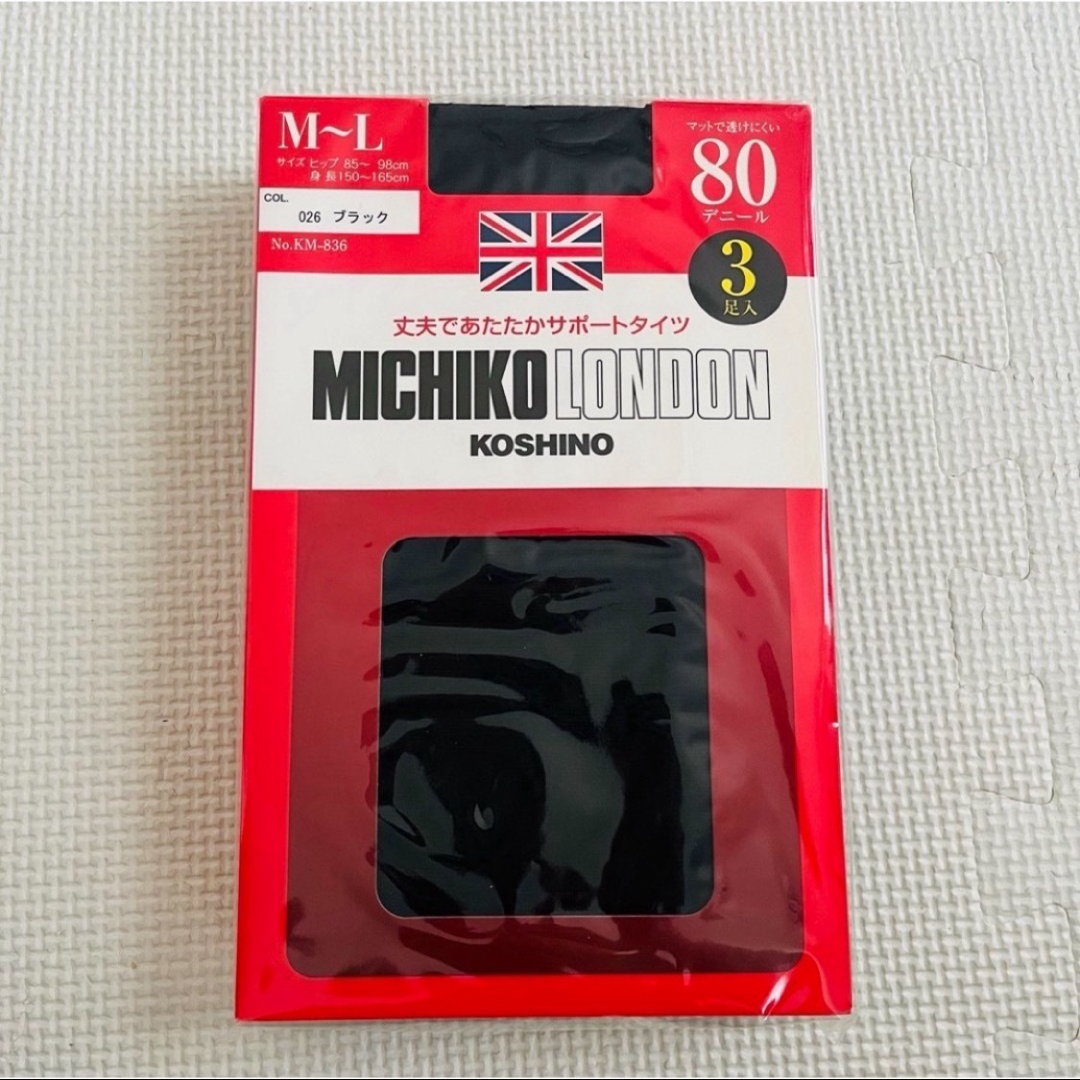 M〜L
サイズ ヒップ 85〜 98cm
身 長150〜165cm
COL.
026 ブラック
No.KM-836
マットで透けにくい
80
デニール
3
足入
丈夫であたたかサポートタイツ
MICHIKO LONDON
KOSHINO